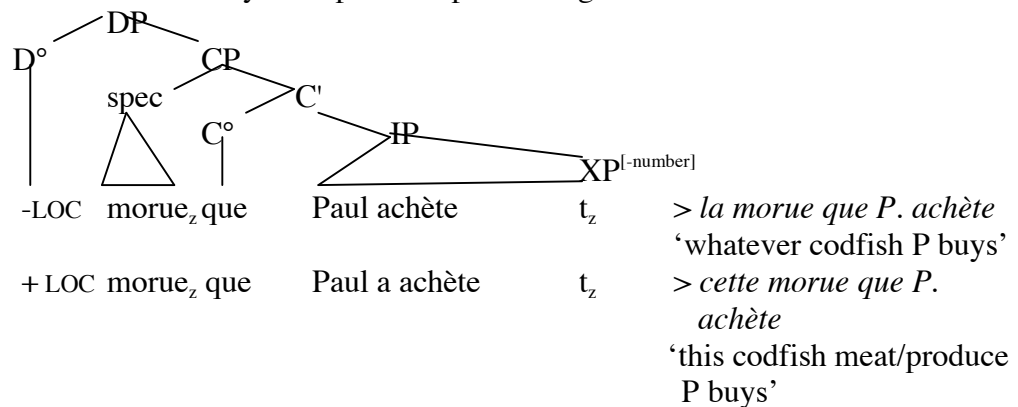 DP
D° CP
spec C'
C° IP
XP[-number]
-LOC morue_z que Paul achète t_z > la morue que P. achète
‘whatever codfish P buys’
+ LOC morue_z que Paul a achète t_z > cette morue que P.
achète
‘this codfish meat/produce
P buys’